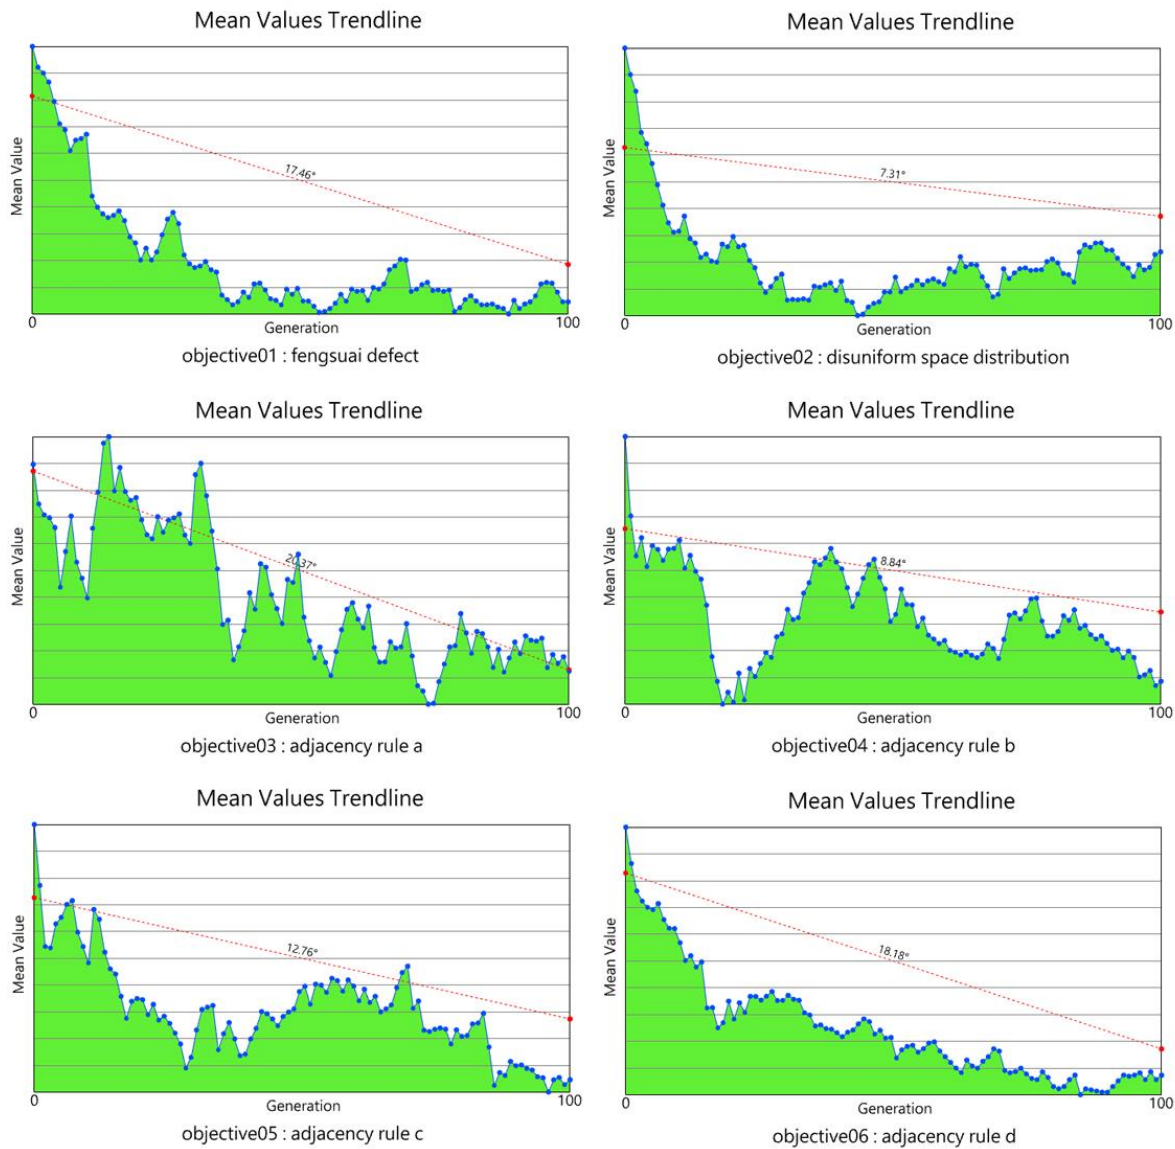 Mean Values Trendline
Mean Value
17.46°
0
Generation
100
objective01 : fengsuai defect
Mean Values Trendline
Mean Value
7.31°
0
Generation
100
objective02 : disuniform space distribution
Mean Values Trendline
Mean Value
20.37°
0
Generation
100
objective03 : adjacency rule a
Mean Values Trendline
Mean Value
8.84°
0
Generation
100
objective04 : adjacency rule b
Mean Values Trendline
Mean Value
12.76°
0
Generation
100
objective05 : adjacency rule c
Mean Values Trendline
Mean Value
18.18°
0
Generation
100
objective06 : adjacency rule d